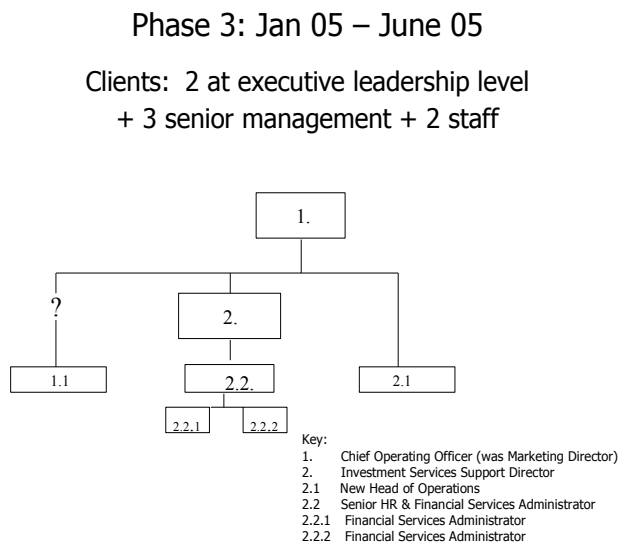 Phase 3: Jan 05 – June 05
Clients: 2 at executive leadership level
+ 3 senior management + 2 staff
1.
?
2.
1.1
2.2.
2.1
2.2.1
2.2.2
Key:
1. Chief Operating Officer (was Marketing Director)
2. Investment Services Support Director
2.1 New Head of Operations
2.2 Senior HR & Financial Services Administrator
2.2.1 Financial Services Administrator
2.2.2 Financial Services Administrator